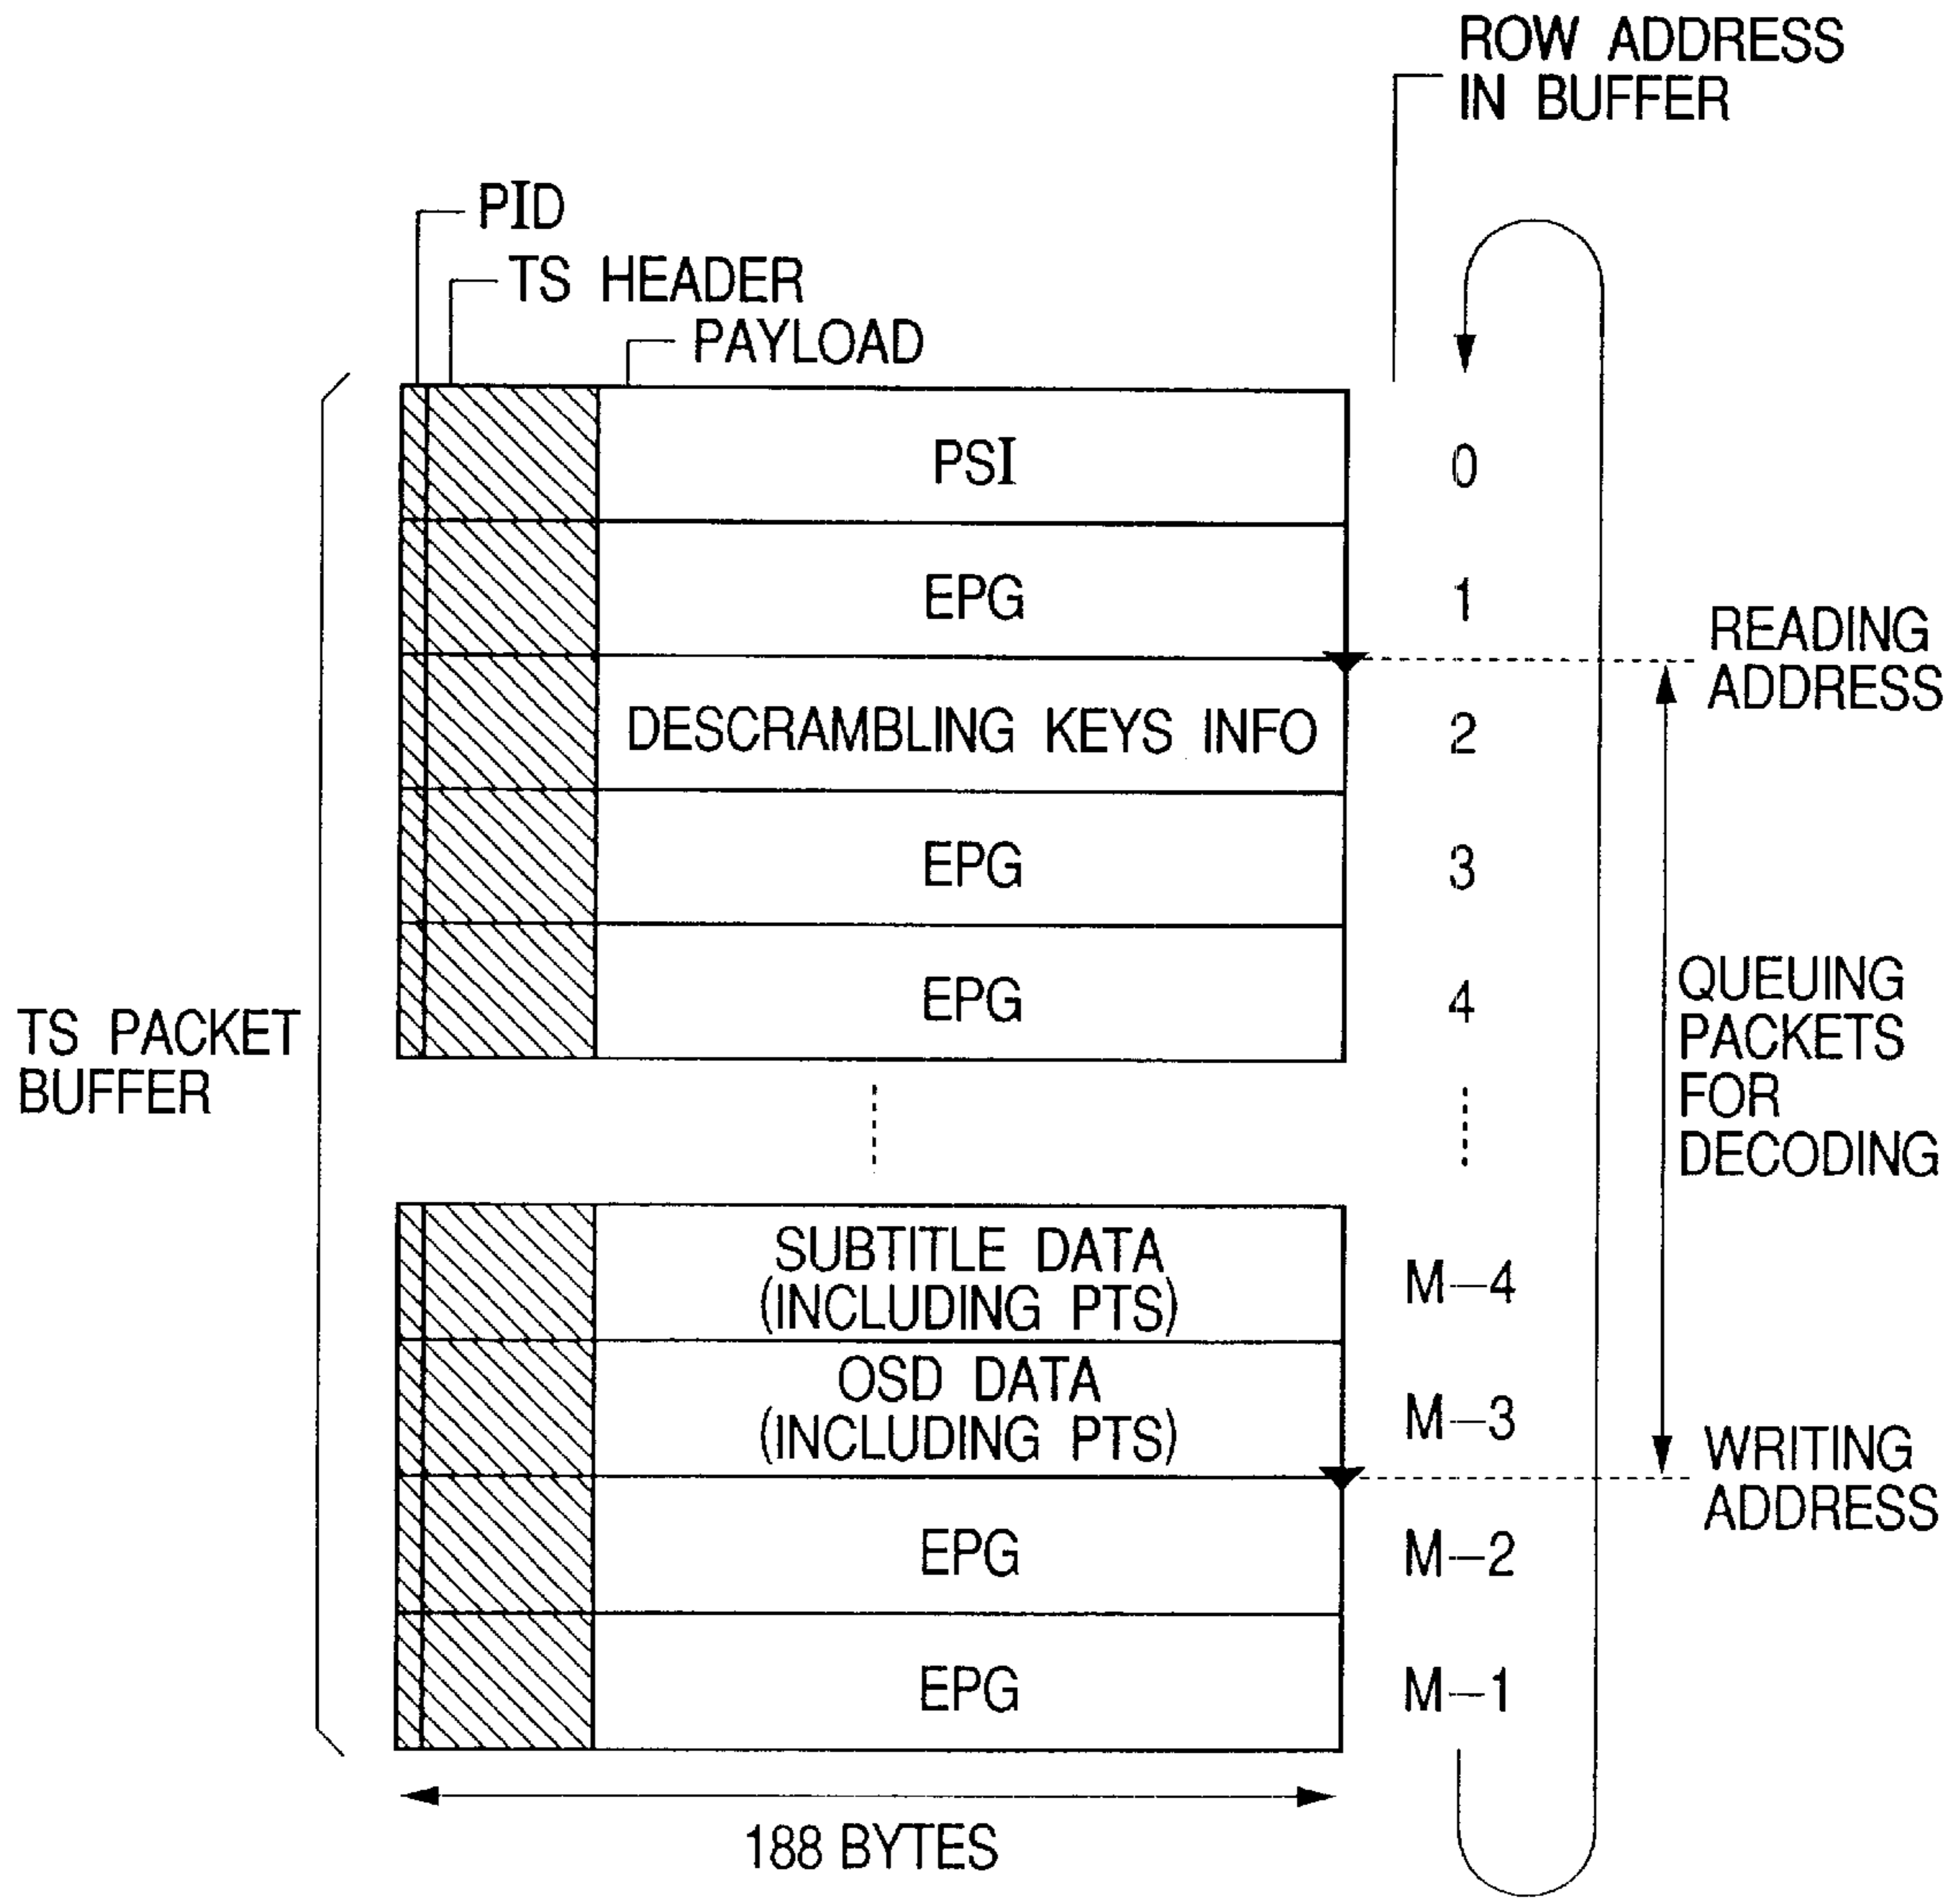 ROW ADDRESS
IN BUFFER
PID
TS HEADER
PAYLOAD
PSI
0
EPG
1
READING
ADDRESS
DESCRAMBLING KEYS INFO
2
EPG
3
EPG
4
QUEUING
PACKETS
FOR
DECODING
TS PACKET
BUFFER
SUBTITLE DATA
(INCLUDING PTS)
M-4
OSD DATA
(INCLUDING PTS)
M-3
WRITING
ADDRESS
EPG
M-2
EPG
M-1
188 BYTES